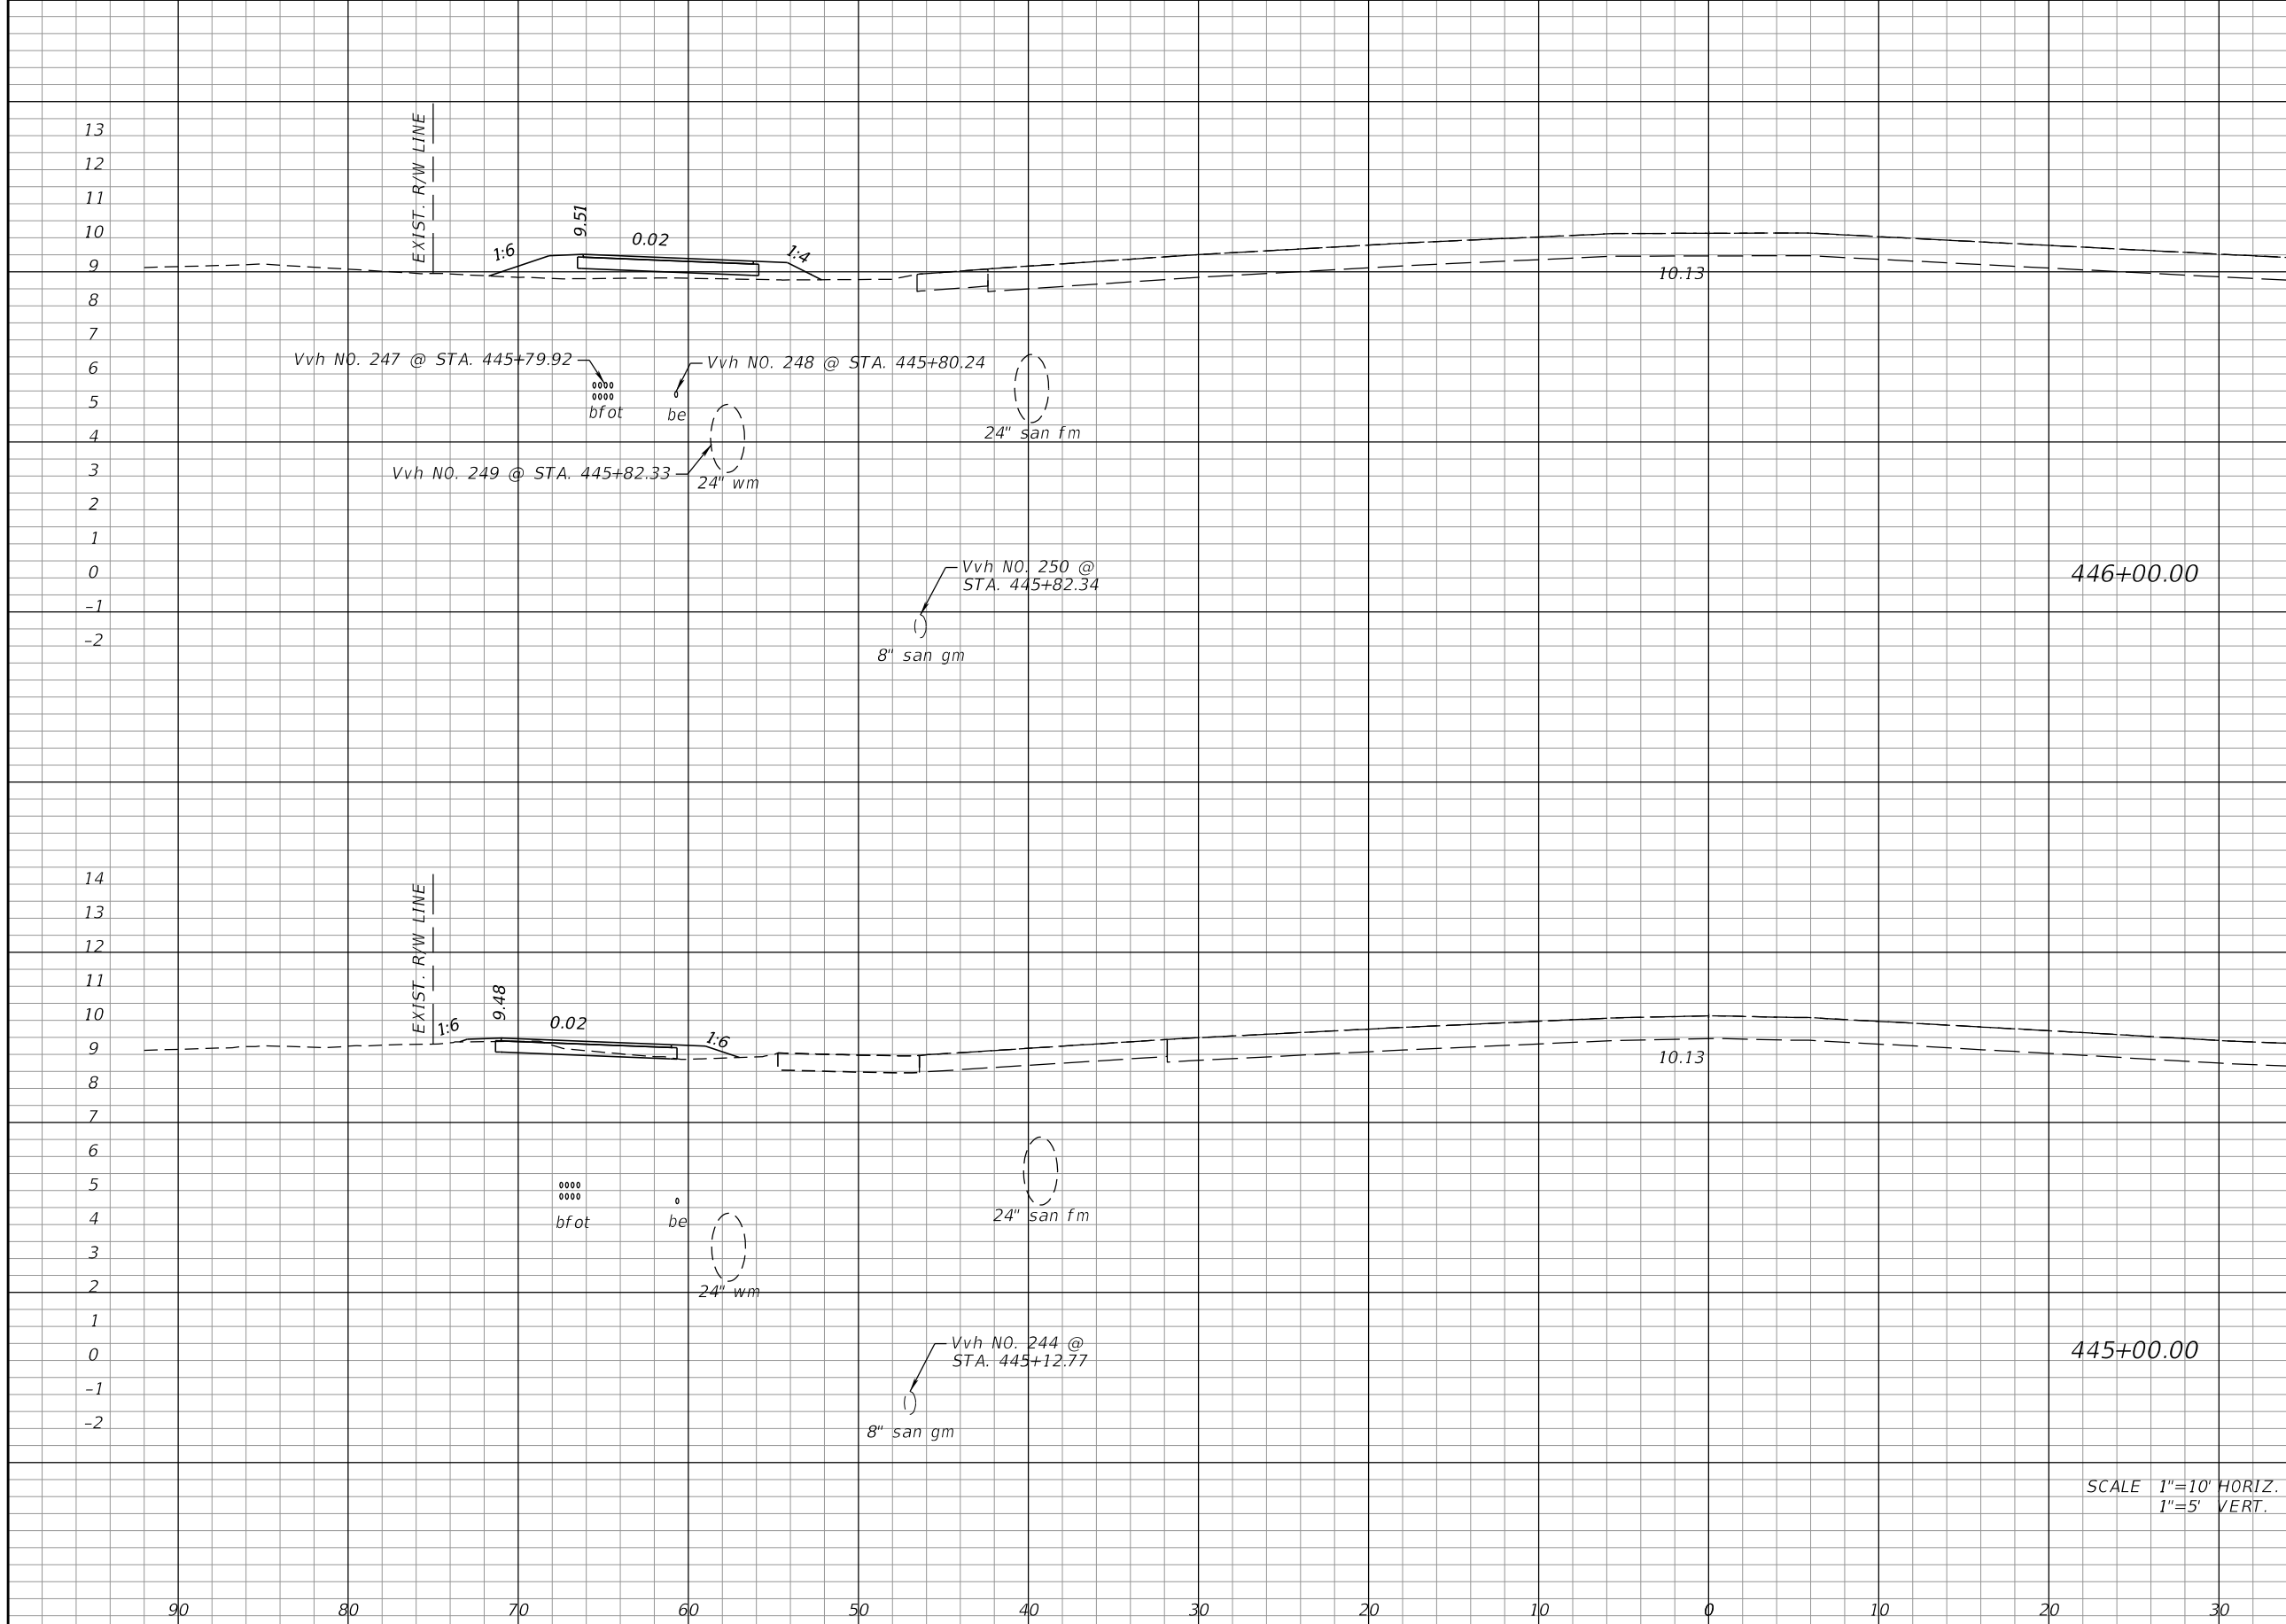 13
12
11
10
9
8
7
6
5
4
3
2
1
0
-1
-2
EXIST. R/W LINE
1:6
9.51
0.02
1:4
10.13
Vvh NO. 247 @ STA. 445+79.92
Vvh NO. 248 @ STA. 445+80.24
bfot
be
24" san fm
Vvh NO. 249 @ STA. 445+82.33
24" wm
Vvh NO. 250 @
STA. 445+82.34
446+00.00
8" san gm
14
13
12
11
10
9
8
7
6
5
4
3
2
1
0
-1
-2
EXIST. R/W LINE
1:6
9.48
0.02
1:6
10.13
bfot
be
24" san fm
24" wm
Vvh NO. 244 @
STA. 445+12.77
445+00.00
8" san gm
SCALE 1"=10' HORIZ.
1"=5' VERT.
90 80 70 60 50 40 30 20 10 0 10 20 30